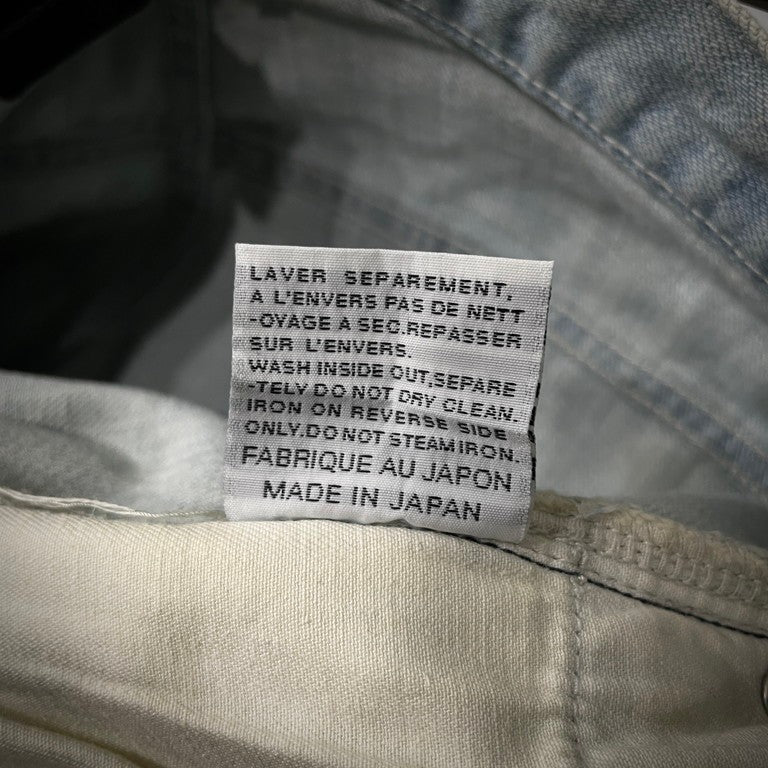 LAVER SEPAREMENT,
A L'ENVERS PAS DE NETT
-OYAGE A SEC.REPASSER
SUR L'ENVERS.
WASH INSIDE OUT,SEPARE
-TELY DO NOT DRY CLEAN.
IRON ON REVERSE SIDE
ONLY.DO NOT STEAM IRON.
FABRIQUE AU JAPON
MADE IN JAPAN